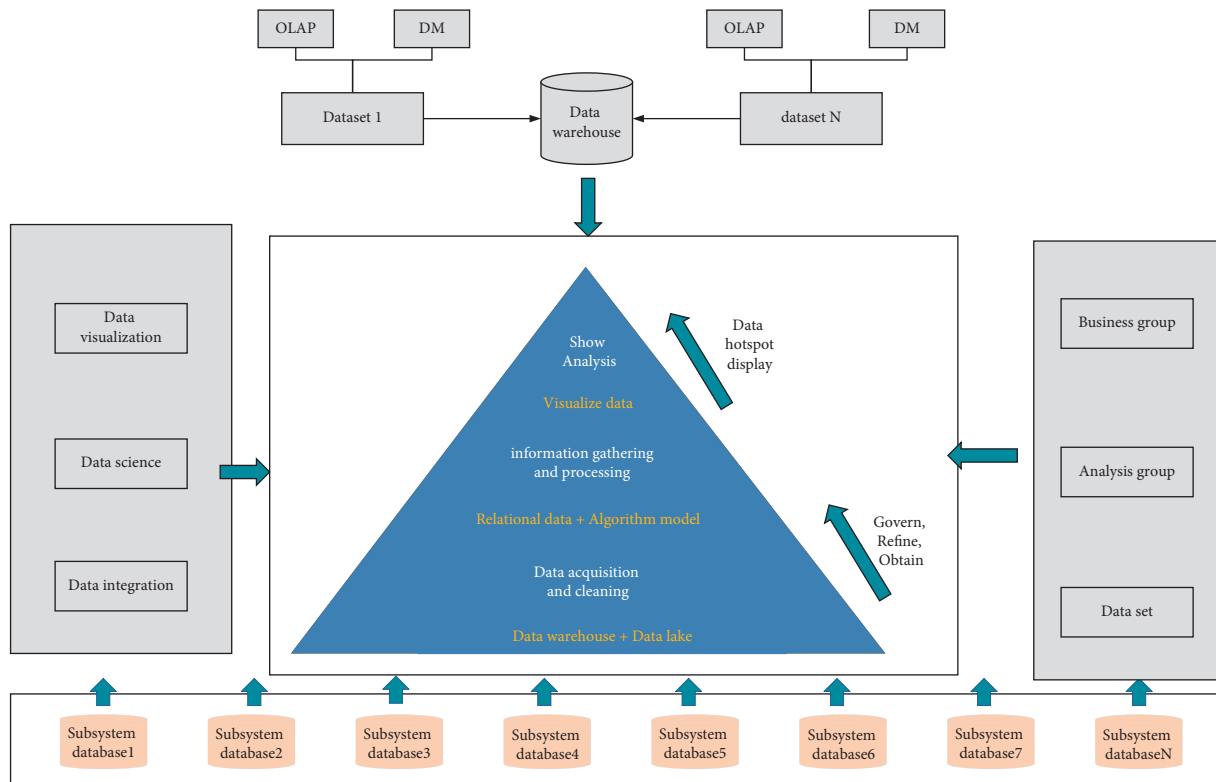 OLAP
DM
OLAP
DM
Dataset 1
Data
warehouse
dataset N
Data
visualization
Data science
Data integration
Show
Analysis
Visualize data
information gathering
and processing
Relational data + Algorithm model
Data acquisition
and cleaning
Data warehouse + Data lake
Data
hotspot
display
Govern,
Refine,
Obtain
Business group
Analysis group
Data set
Subsystem
database1
Subsystem
database2
Subsystem
database3
Subsystem
database4
Subsystem
database5
Subsystem
database6
Subsystem
database7
Subsystem
databaseN